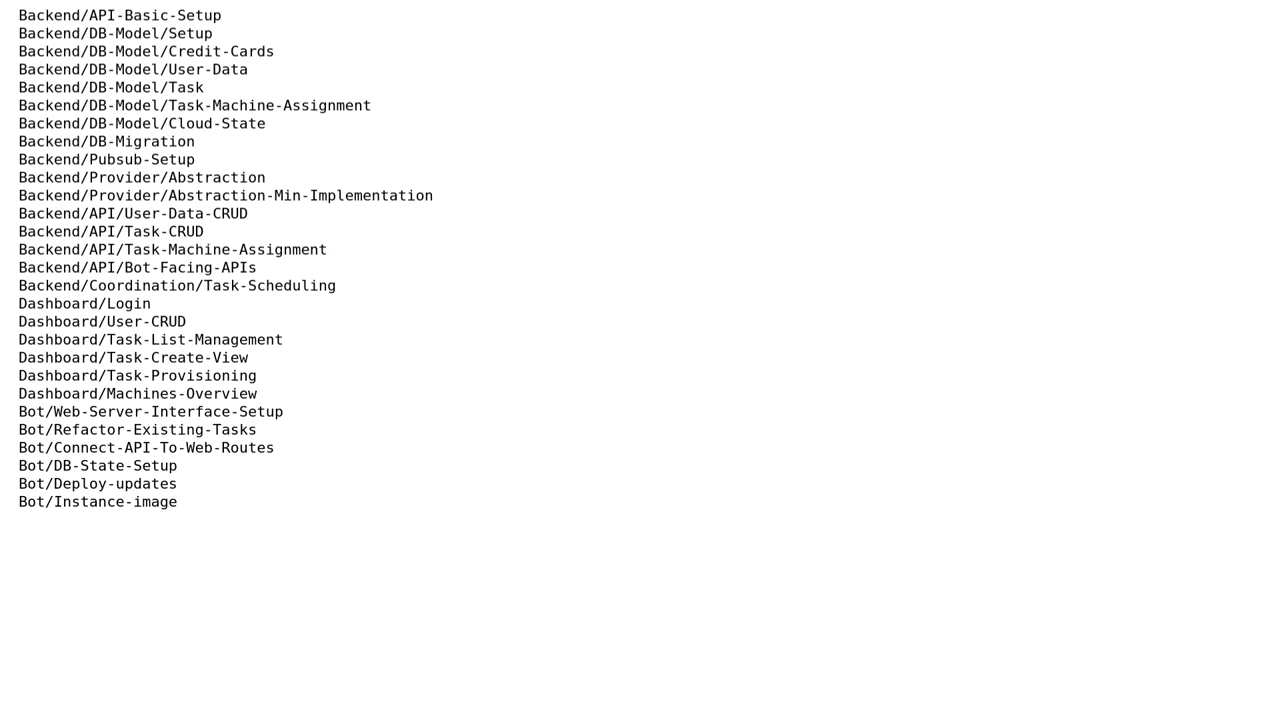 Backend/API-Basic-Setup
Backend/DB-Model/Setup
Backend/DB-Model/Credit-Cards
Backend/DB-Model/User-Data
Backend/DB-Model/Task
Backend/DB-Model/Task-Machine-Assignment
Backend/DB-Model/Cloud-State
Backend/DB-Migration
Backend/Pubsub-Setup
Backend/Provider/Abstraction
Backend/Provider/Abstraction-Min-Implementation
Backend/API/User-Data-CRUD
Backend/API/Task-CRUD
Backend/API/Task-Machine-Assignment
Backend/API/Bot-Facing-APIs
Backend/Coordination/Task-Scheduling
Dashboard/Login
Dashboard/User-CRUD
Dashboard/Task-List-Management
Dashboard/Task-Create-View
Dashboard/Task-Provisioning
Dashboard/Machines-Overview
Bot/Web-Server-Interface-Setup
Bot/Refactor-Existing-Tasks
Bot/Connect-API-To-Web-Routes
Bot/DB-State-Setup
Bot/Deploy-updates
Bot/Instance-image